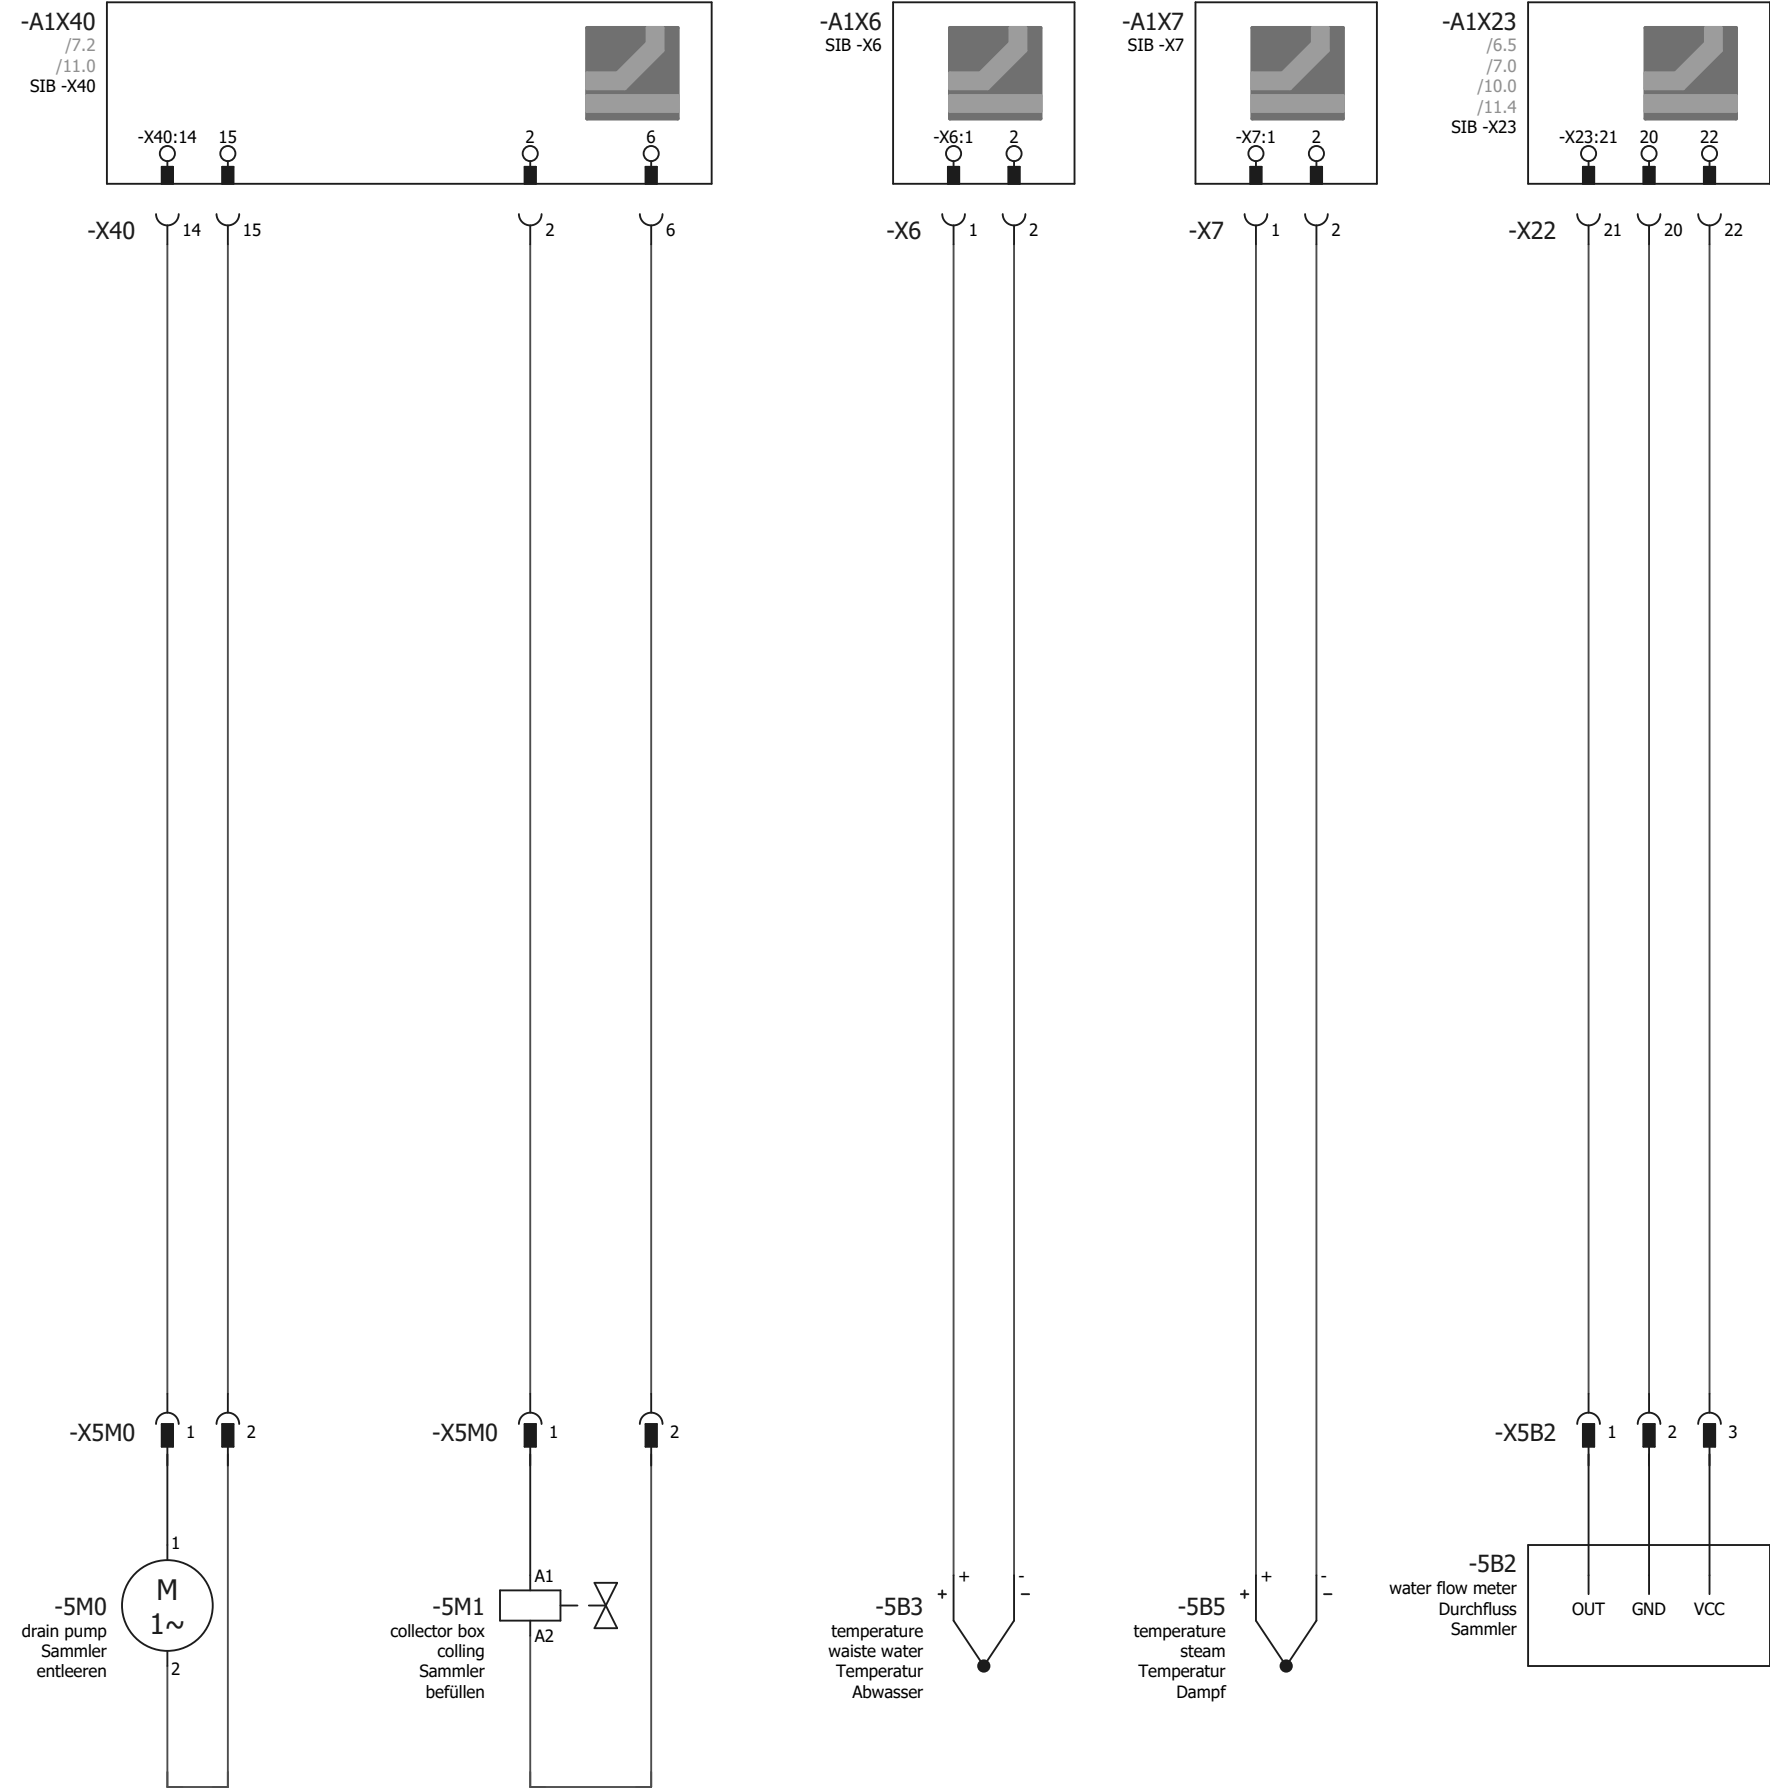 -A1X40
/7.2
/11.0
SIB -X40
-X40:14 15 2 6
-A1X6
SIB -X6
-X6:1 2
-A1X7
SIB -X7
-X7:1 2
-A1X23
/6.5
/7.0
/10.0
/11.4
SIB -X23
-X23:21 20 22
-X40 14 15 2 6
-X6 1 2
-X7 1 2
-X22 21 20 22
-X5M0 1 2
-X5M0 1 2
-X5B2 1 2 3
1
M
1~
2
-5M0
drain pump
Sammler
entleeren
A1
A2
-5M1
collector box
colling
Sammler
befüllen
+ -
+ −
-5B3
temperature
waiste water
Temperatur
Abwasser
+ -
+ −
-5B5
temperature
steam
Temperatur
Dampf
-5B2
water flow meter
Durchfluss
Sammler
OUT GND VCC